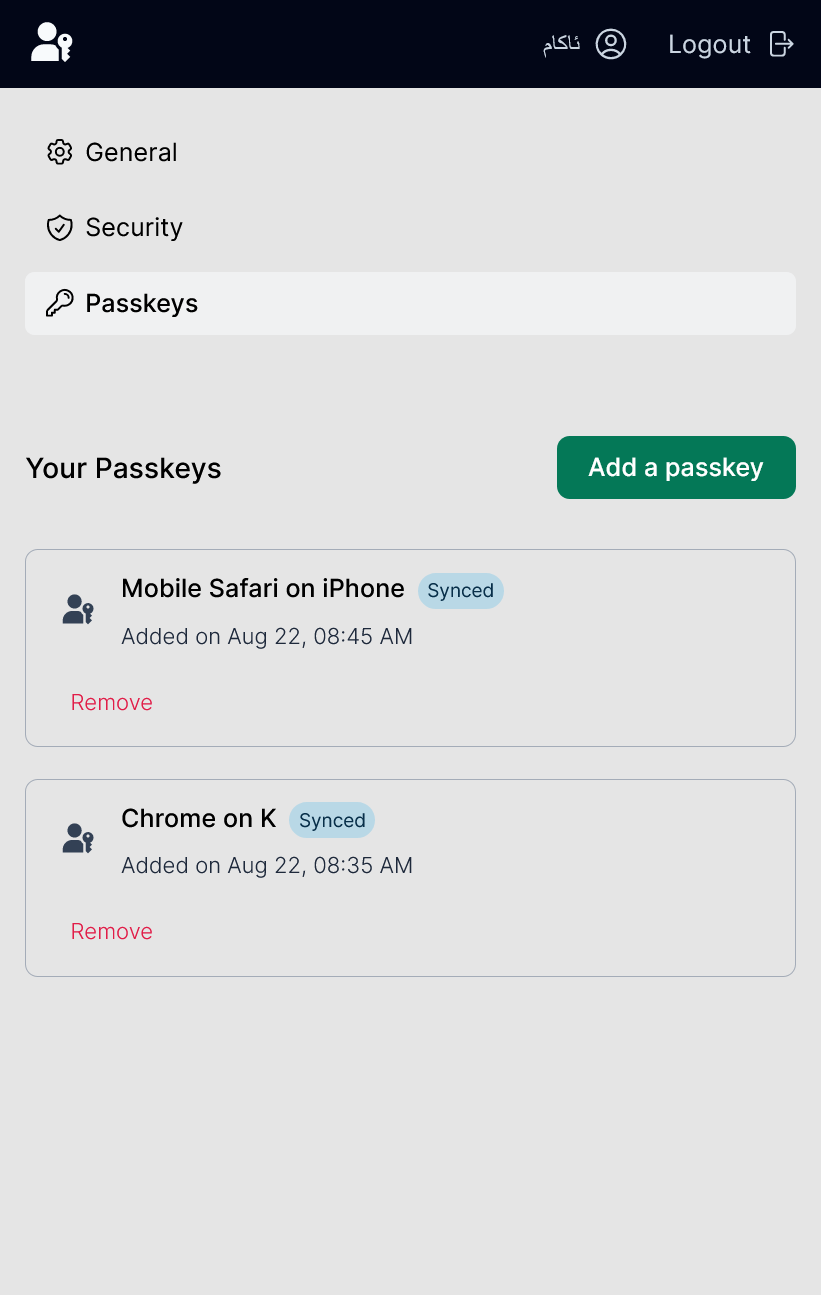 ئاکام
Logout
General
Security
Passkeys
Your Passkeys
Add a passkey
Mobile Safari on iPhone Synced
Added on Aug 22, 08:45 AM
Remove
Chrome on K Synced
Added on Aug 22, 08:35 AM
Remove